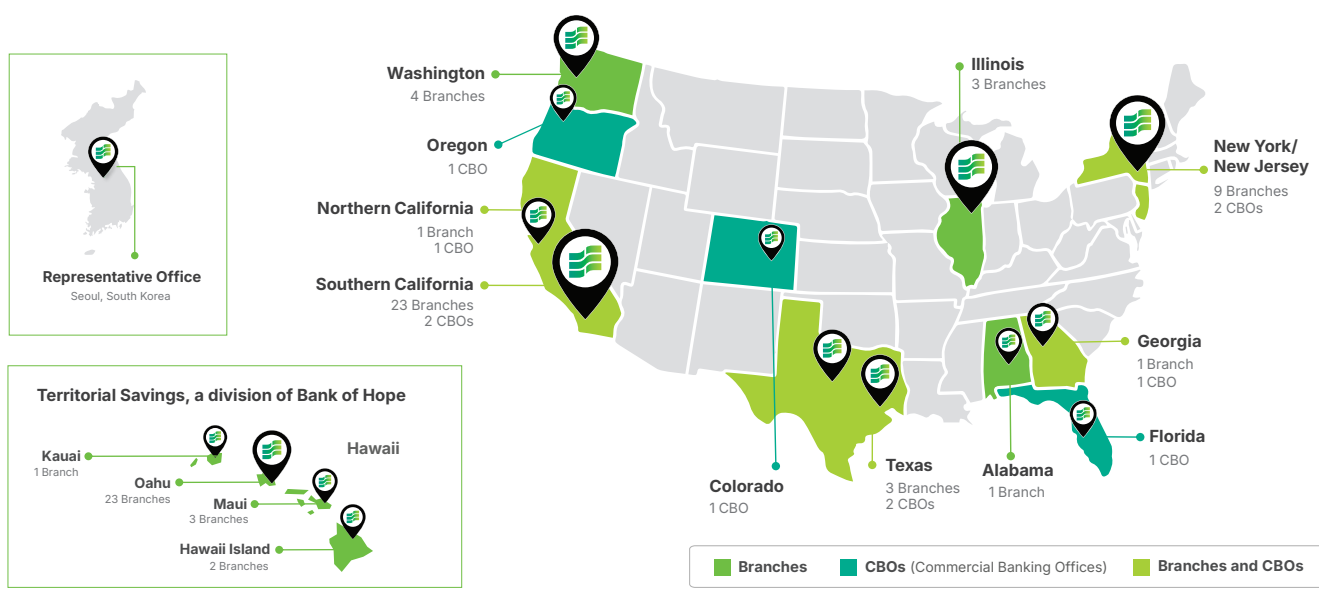 Representative Office
Seoul, South Korea
Territorial Savings, a division of Bank of Hope
Hawaii
Kauai
1 Branch
Oahu
23 Branches
Maui
3 Branches
Hawaii Island
2 Branches
Washington
4 Branches
Oregon
1 CBO
Northern California
1 Branch
1 CBO
Southern California
23 Branches
2 CBOs
Colorado
1 CBO
Texas
3 Branches
2 CBOs
Illinois
3 Branches
New York/
New Jersey
9 Branches
2 CBOs
Georgia
1 Branch
1 CBO
Florida
1 CBO
Alabama
1 Branch
Branches
CBOs (Commercial Banking Offices)
Branches and CBOs